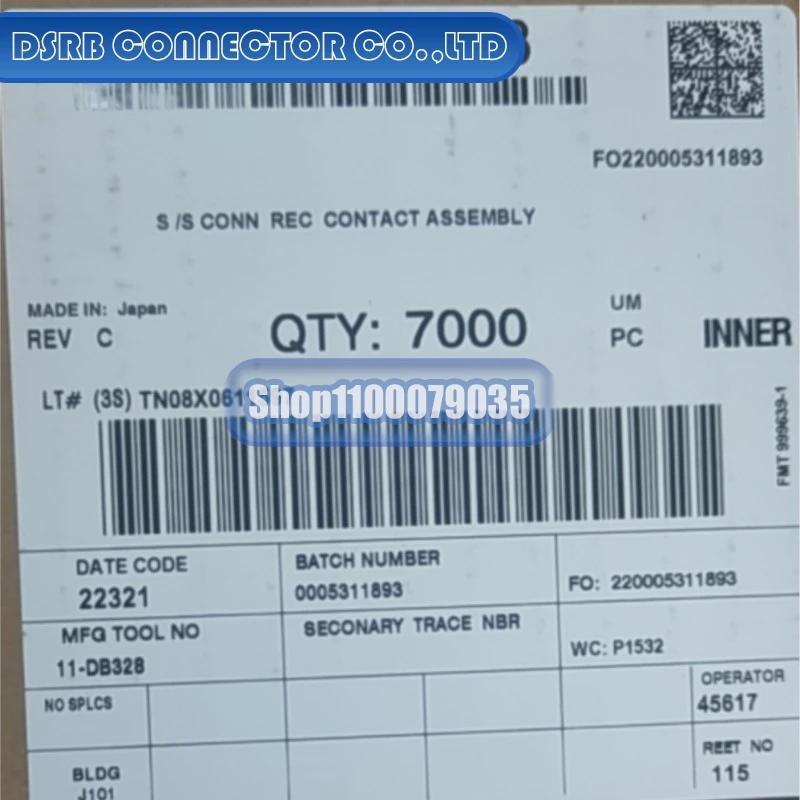 DSRB CONNECTOR CO.,LTD
FO220005311893
S/S CONN REC CONTACT ASSEMBLY
MADE IN: Japan
REV C
QTY: 7000
UM
PC
INNER
LT# (3S)
Shop1100079035
FMT 999639-1
DATE CODE
22321
BATCH NUMBER
0005311893
FO: 220005311893
MFG TOOL NO
11-DB328
SECONARY TRACE NBR
WC: P1532
NO SPLCS
OPERATOR
45617
BLDG
J101
REET NO
115